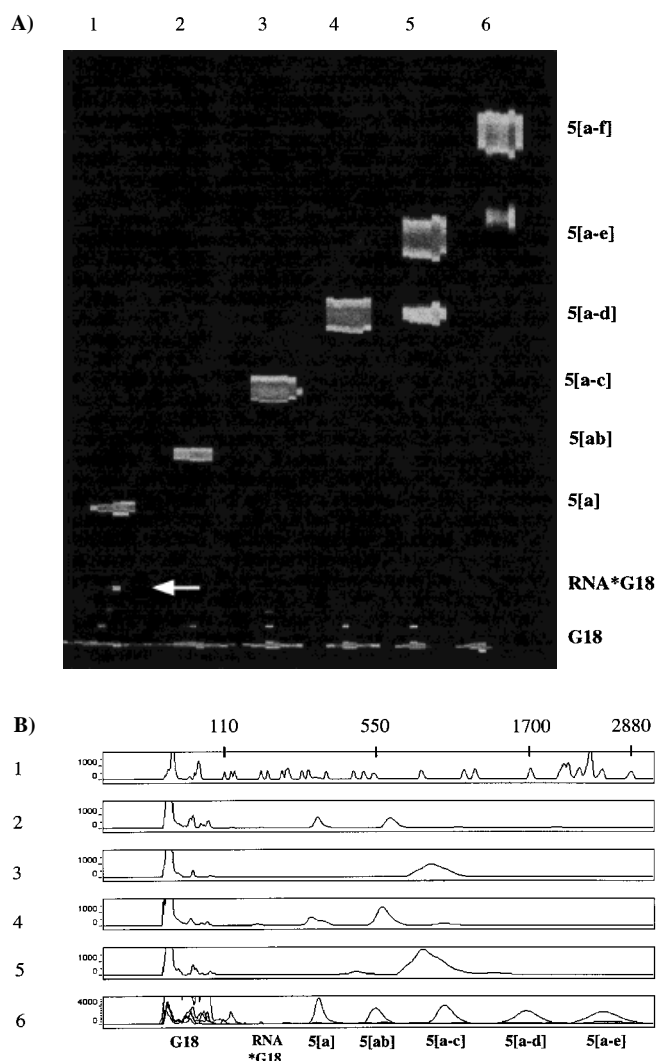 A) 1 2 3 4 5 6
5[a-f]
5[a-e]
5[a-d]
5[a-c]
5[ab]
5[a]
RNA*G18
G18
B) 110 550 1700 2880
1 1000 0
2 1000 0
3 1000 0
4 1000 0
5 1000 0
6 4000 0
G18 RNA 5[a] 5[ab] 5[a-c] 5[a-d] 5[a-e]
*G18